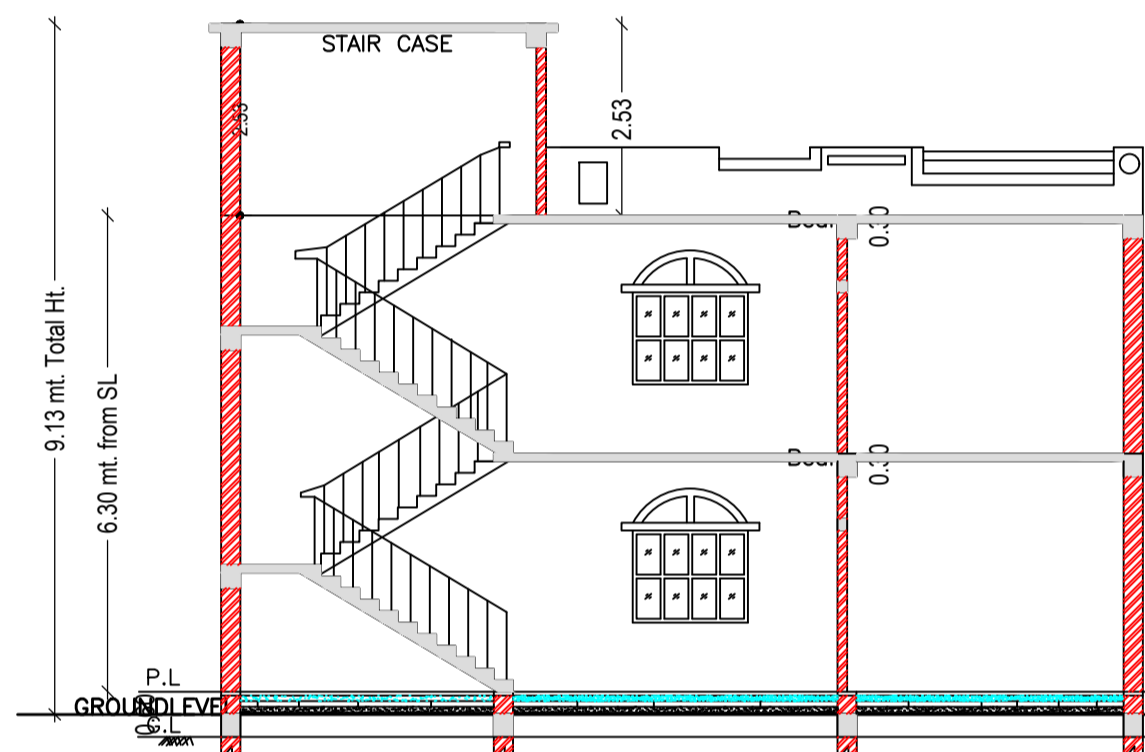 STAIR CASE
2.53
2.53
0.30
9.13 mt. Total Ht.
6.30 mt. from SL
0.30
P.L
GROUNDLEVEL
G.L